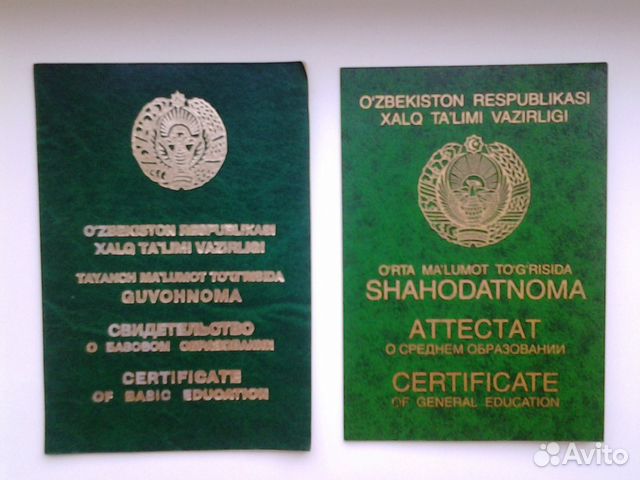 O'ZBEKISTON RESPUBLIKASI
XALQ TA'LIMI VAZIRLIGI
TAYANCH MA'LUMOT TO'G'RISIDA
GUVOHNOMA
СВИДЕТЕЛЬСТВО
О БАЗОВОМ ОБРАЗОВАНИИ
CERTIFICATE
OF BASIC EDUCATION
O'ZBEKISTON RESPUBLIKASI
XALQ TA'LIMI VAZIRLIGI
O'RTA MA'LUMOT TO'G'RISIDA
SHAHODATNOMA
АТТЕСТАТ
О СРЕДНЕМ ОБРАЗОВАНИИ
CERTIFICATE
OF GENERAL EDUCATION
Avito